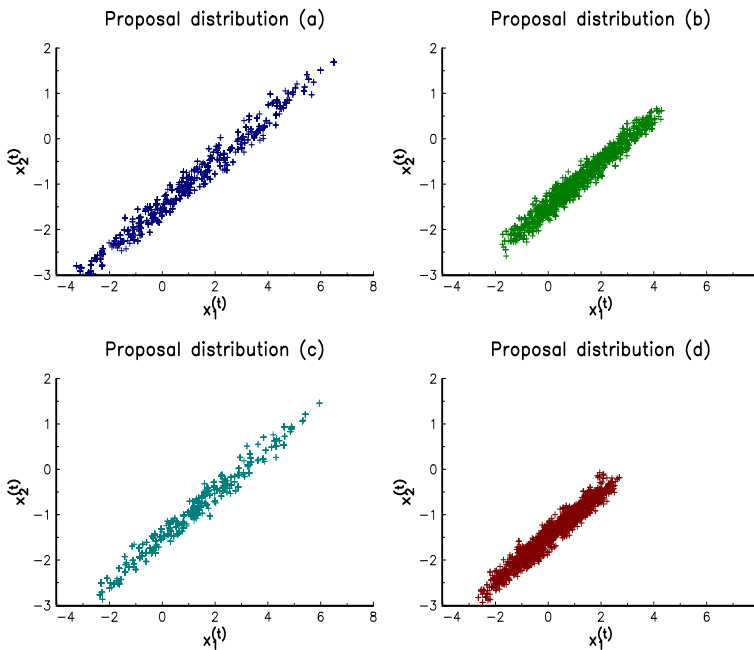 Proposal distribution (a)
2
1
0
−1
−2
−3
x₂⁽ᵗ⁾
−4 −2 0 2 4 6 8
x₁⁽ᵗ⁾
Proposal distribution (b)
2
1
0
−1
−2
−3
x₂⁽ᵗ⁾
−4 −2 0 2 4 6
x₁⁽ᵗ⁾
Proposal distribution (c)
2
1
0
−1
−2
−3
x₂⁽ᵗ⁾
−4 −2 0 2 4 6 8
x₁⁽ᵗ⁾
Proposal distribution (d)
2
1
0
−1
−2
−3
x₂⁽ᵗ⁾
−4 −2 0 2 4 6
x₁⁽ᵗ⁾